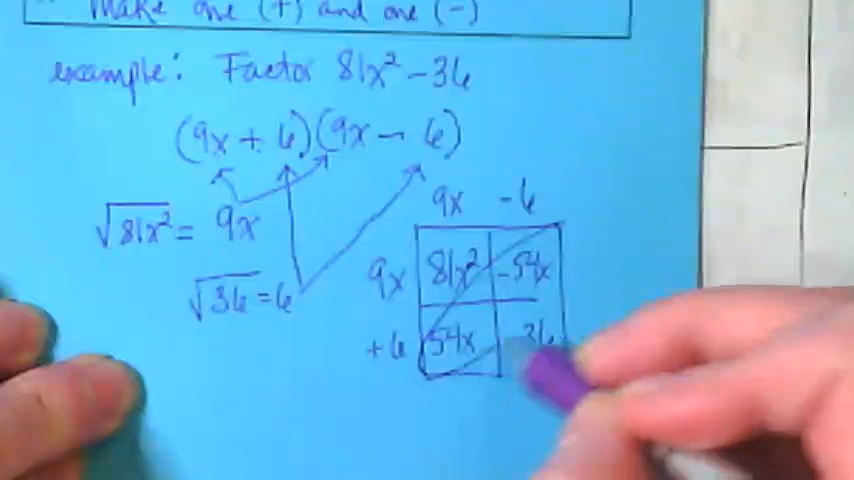 Make one (+) and one (-)
example: Factor 81x² - 36
(9x + 6)(9x - 6)
√81x² = 9x
√36 = 6
9x -6
9x 81x² -54x
+6 54x -36